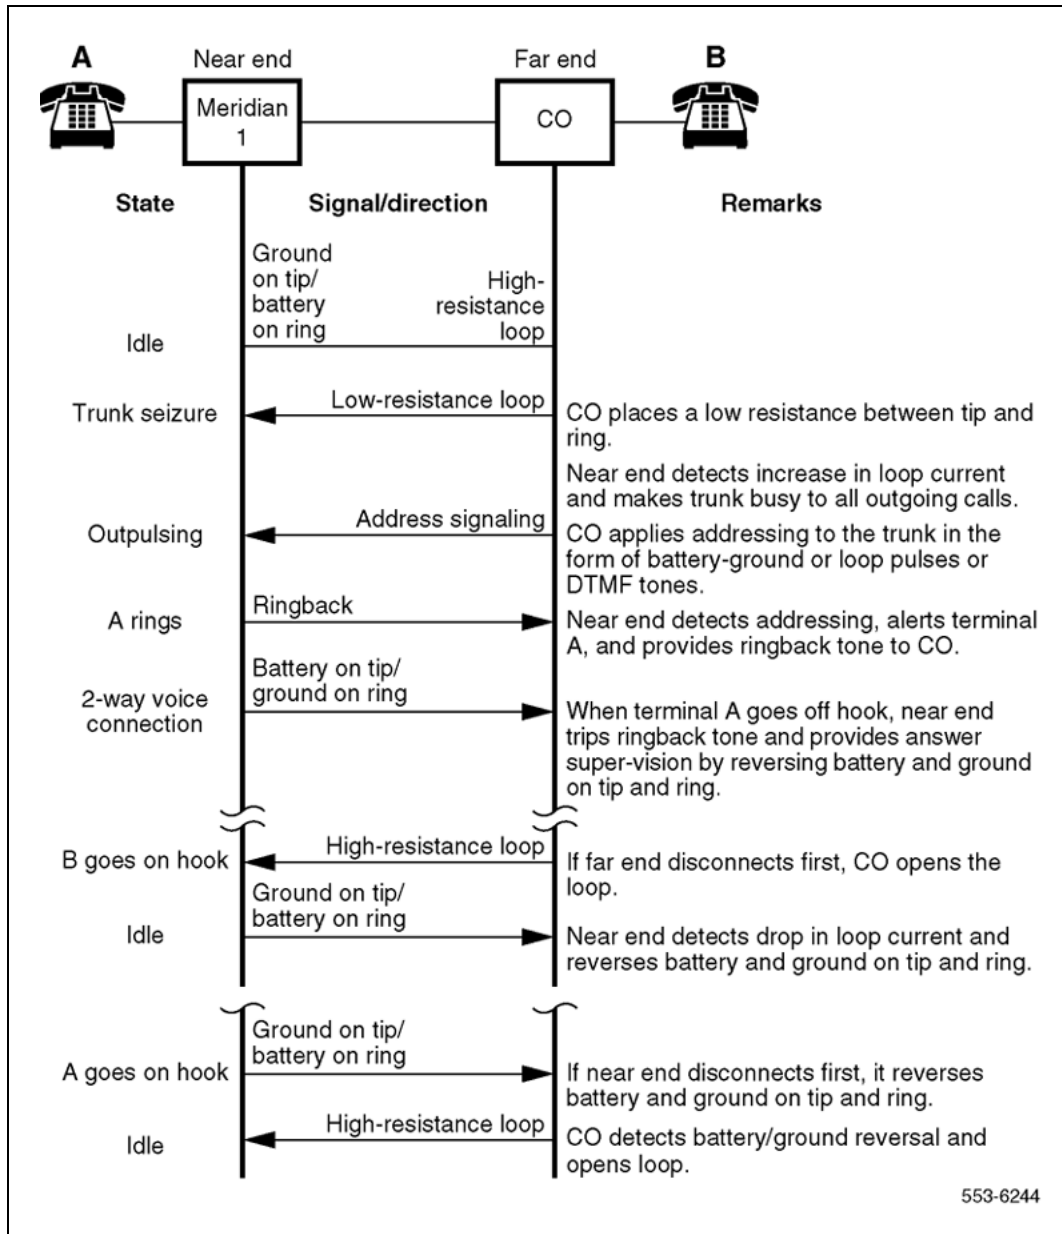 A
Near end
Far end
B
Meridian
1
CO
State
Signal/direction
Remarks
Ground
on tip/
battery
on ring
High-
resistance
loop
Idle
Trunk seizure
Low-resistance loop
CO places a low resistance between tip and
ring.
Near end detects increase in loop current
and makes trunk busy to all outgoing calls.
Outpulsing
Address signaling
CO applies addressing to the trunk in the
form of battery-ground or loop pulses or
DTMF tones.
A rings
Ringback
Near end detects addressing, alerts terminal
A, and provides ringback tone to CO.
2-way voice
connection
Battery on tip/
ground on ring
When terminal A goes off hook, near end
trips ringback tone and provides answer
super-vision by reversing battery and ground
on tip and ring.
B goes on hook
High-resistance loop
If far end disconnects first, CO opens the
loop.
Idle
Ground on tip/
battery on ring
Near end detects drop in loop current and
reverses battery and ground on tip and ring.
A goes on hook
Ground on tip/
battery on ring
If near end disconnects first, it reverses
battery and ground on tip and ring.
Idle
High-resistance loop
CO detects battery/ground reversal and
opens loop.
553-6244